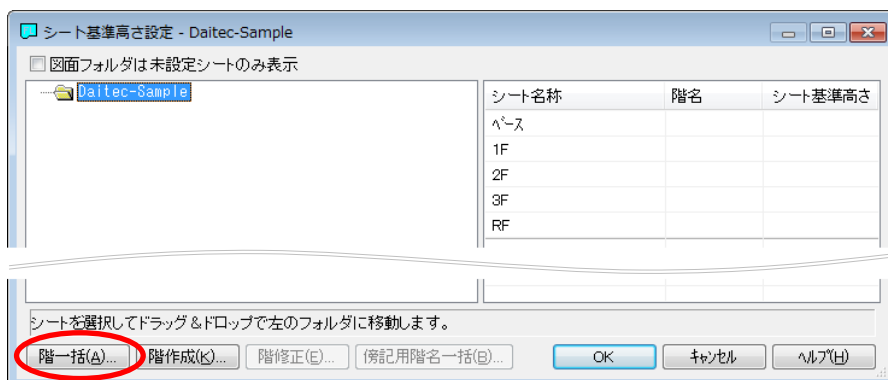 シート基準高さ設定 - Daitec-Sample
図面フォルダは未設定シートのみ表示
Daitec-Sample
シート名称 階名 シート基準高さ
ﾍﾞｰｽ
1F
2F
3F
RF
シートを選択してドラッグ&ドロップで左のフォルダに移動します。
階一括(A)... 階作成(K)... 階修正(E)... 傍記用階名一括(B)... OK ｷｬﾝｾﾙ ﾍﾙﾌﾟ(H)